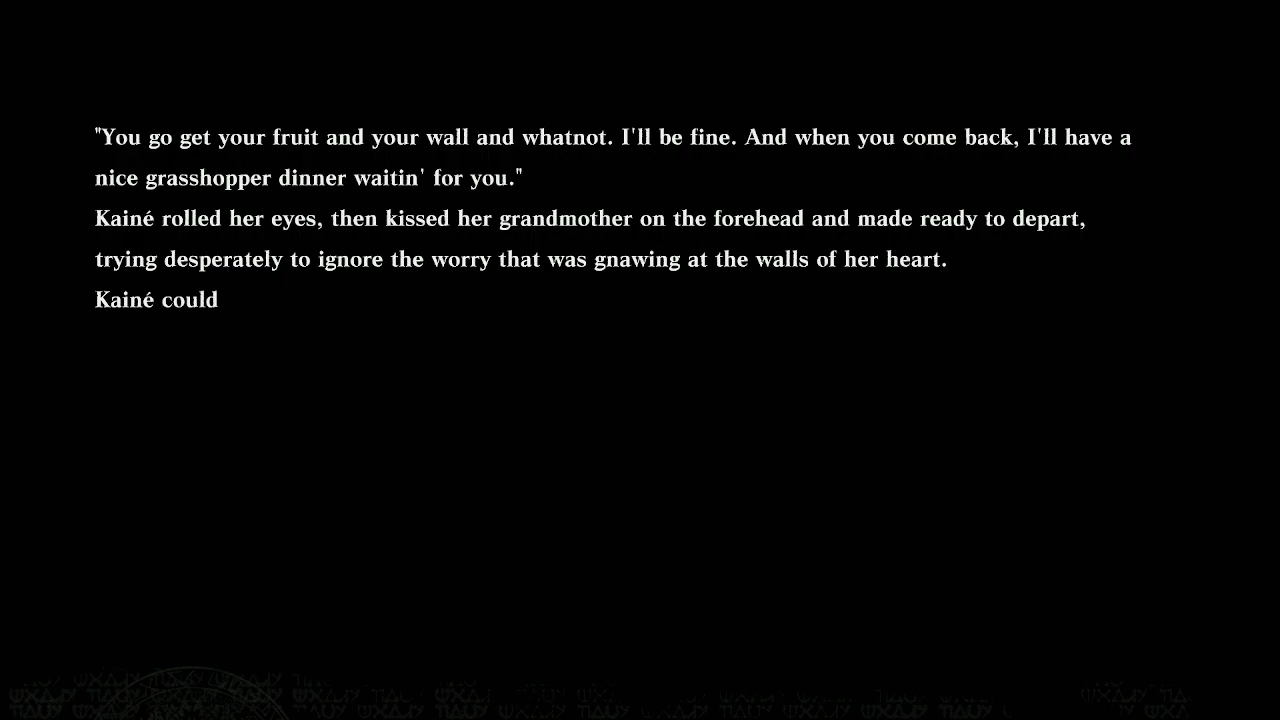 "You go get your fruit and your wall and whatnot. I'll be fine. And when you come back, I'll have a
nice grasshopper dinner waitin' for you."
Kainé rolled her eyes, then kissed her grandmother on the forehead and made ready to depart,
trying desperately to ignore the worry that was gnawing at the walls of her heart.
Kainé could